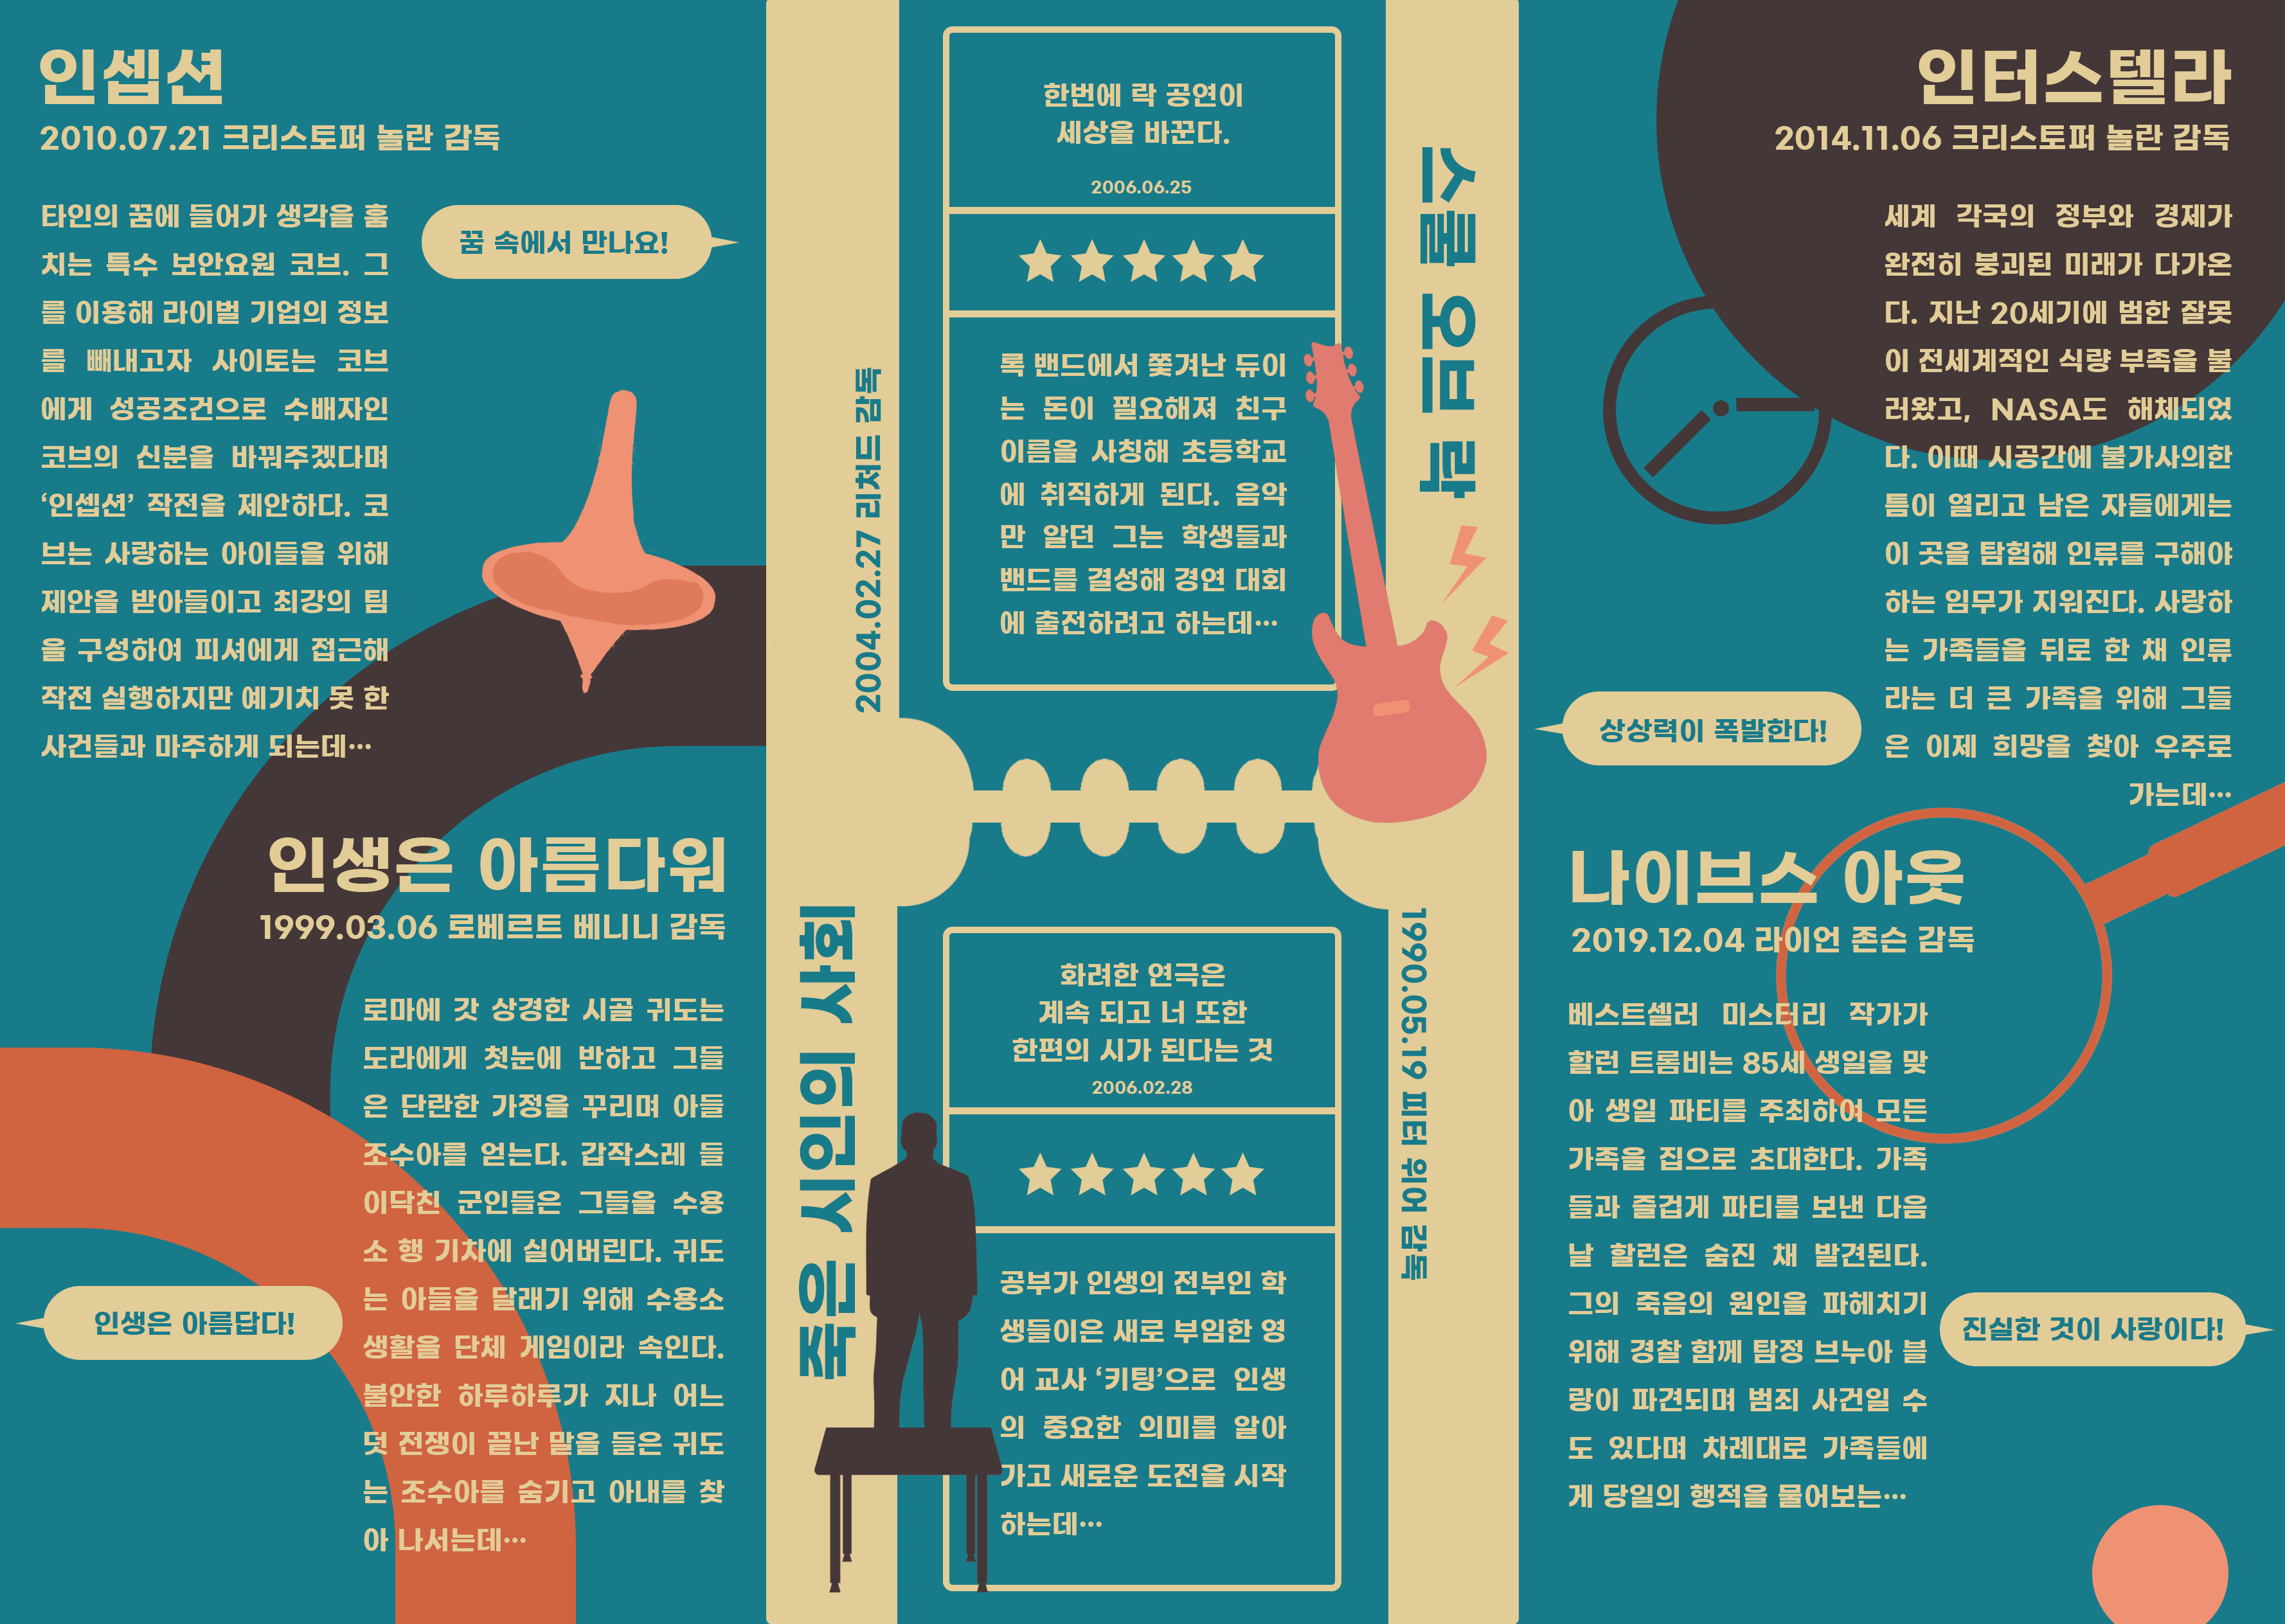 인셉션
2010.07.21 크리스토퍼 놀란 감독
타인의 꿈에 들어가 생각을 훔
치는 특수 보안요원 코브. 그
를 이용해 라이벌 기업의 정보
를 빼내고자 사이토는 코브
에게 성공조건으로 수배자인
코브의 신분을 바꿔주겠다며
‘인셉션’ 작전을 제안하다. 코
브는 사랑하는 아이들을 위해
제안을 받아들이고 최강의 팀
을 구성하여 피셔에게 접근해
작전 실행하지만 예기치 못 한
사건들과 마주하게 되는데…
꿈 속에서 만나요!
인생은 아름다워
1999.03.06 로베르트 베니니 감독
로마에 갓 상경한 시골 귀도는
도라에게 첫눈에 반하고 그들
은 단란한 가정을 꾸리며 아들
조수아를 얻는다. 갑작스레 들
이닥친 군인들은 그들을 수용
소 행 기차에 실어버린다. 귀도
는 아들을 달래기 위해 수용소
생활을 단체 게임이라 속인다.
불안한 하루하루가 지나 어느
덧 전쟁이 끝난 말을 들은 귀도
는 조수아를 숨기고 아내를 찾
아 나서는데…
인생은 아름답다!
2004.02.27 리처드 감독
한번에 락 공연이
세상을 바꾼다.
2006.06.25
록 밴드에서 쫓겨난 듀이
는 돈이 필요해져 친구
이름을 사칭해 초등학교
에 취직하게 된다. 음악
만 알던 그는 학생들과
밴드를 결성해 경연 대회
에 출전하려고 하는데…
스쿨 오브 락
죽은 시인의 사회
화려한 연극은
계속 되고 너 또한
한편의 시가 된다는 것
2006.02.28
공부가 인생의 전부인 학
생들이은 새로 부임한 영
어 교사 ‘키팅’으로 인생
의 중요한 의미를 알아
가고 새로운 도전을 시작
하는데…
1990.05.19 피터 위어 감독
인터스텔라
2014.11.06 크리스토퍼 놀란 감독
세계 각국의 정부와 경제가
완전히 붕괴된 미래가 다가온
다. 지난 20세기에 범한 잘못
이 전세계적인 식량 부족을 불
러왔고, NASA도 해체되었
다. 이때 시공간에 불가사의한
틈이 열리고 남은 자들에게는
이 곳을 탐험해 인류를 구해야
하는 임무가 지워진다. 사랑하
는 가족들을 뒤로 한 채 인류
라는 더 큰 가족을 위해 그들
은 이제 희망을 찾아 우주로
가는데…
상상력이 폭발한다!
나이브스 아웃
2019.12.04 라이언 존슨 감독
베스트셀러 미스터리 작가가
할런 트롬비는 85세 생일을 맞
아 생일 파티를 주최하여 모든
가족을 집으로 초대한다. 가족
들과 즐겁게 파티를 보낸 다음
날 할런은 숨진 채 발견된다.
그의 죽음의 원인을 파헤치기
위해 경찰 함께 탐정 브누아 블
랑이 파견되며 범죄 사건일 수
도 있다며 차례대로 가족들에
게 당일의 행적을 물어보는…
진실한 것이 사랑이다!